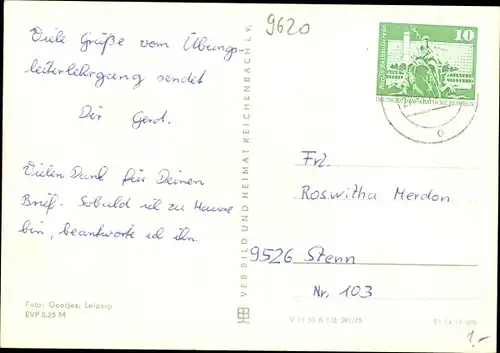 Viele Grüße vom Übungs-
leiterlehrgang sendet
Dir Gerd.
Vielen Dank für Deinen
Brief. Sobald ich zu Hause
bin, beantworte ich ihn.
Foto: Goetjes, Leipzig
EVP 0,25 M
VEB BILD UND HEIMAT REICHENBACH i. V.
9620
10
DEUTSCHE DEMOKRATISCHE REPUBLIK
Frl.
Roswitha Merdon
9526 Stenn
Nr. 103
1,-